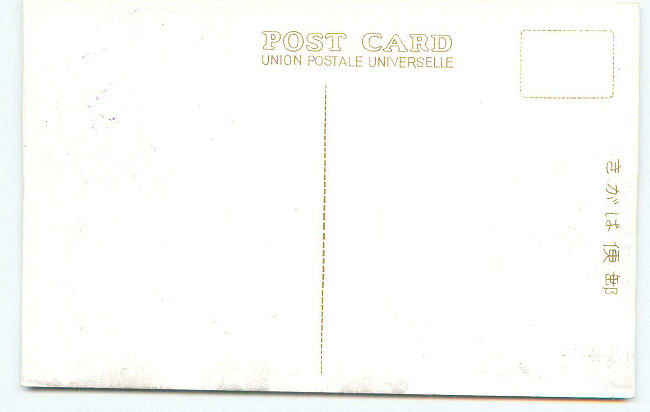 POST CARD
UNION POSTALE UNIVERSELLE
きがは便郵